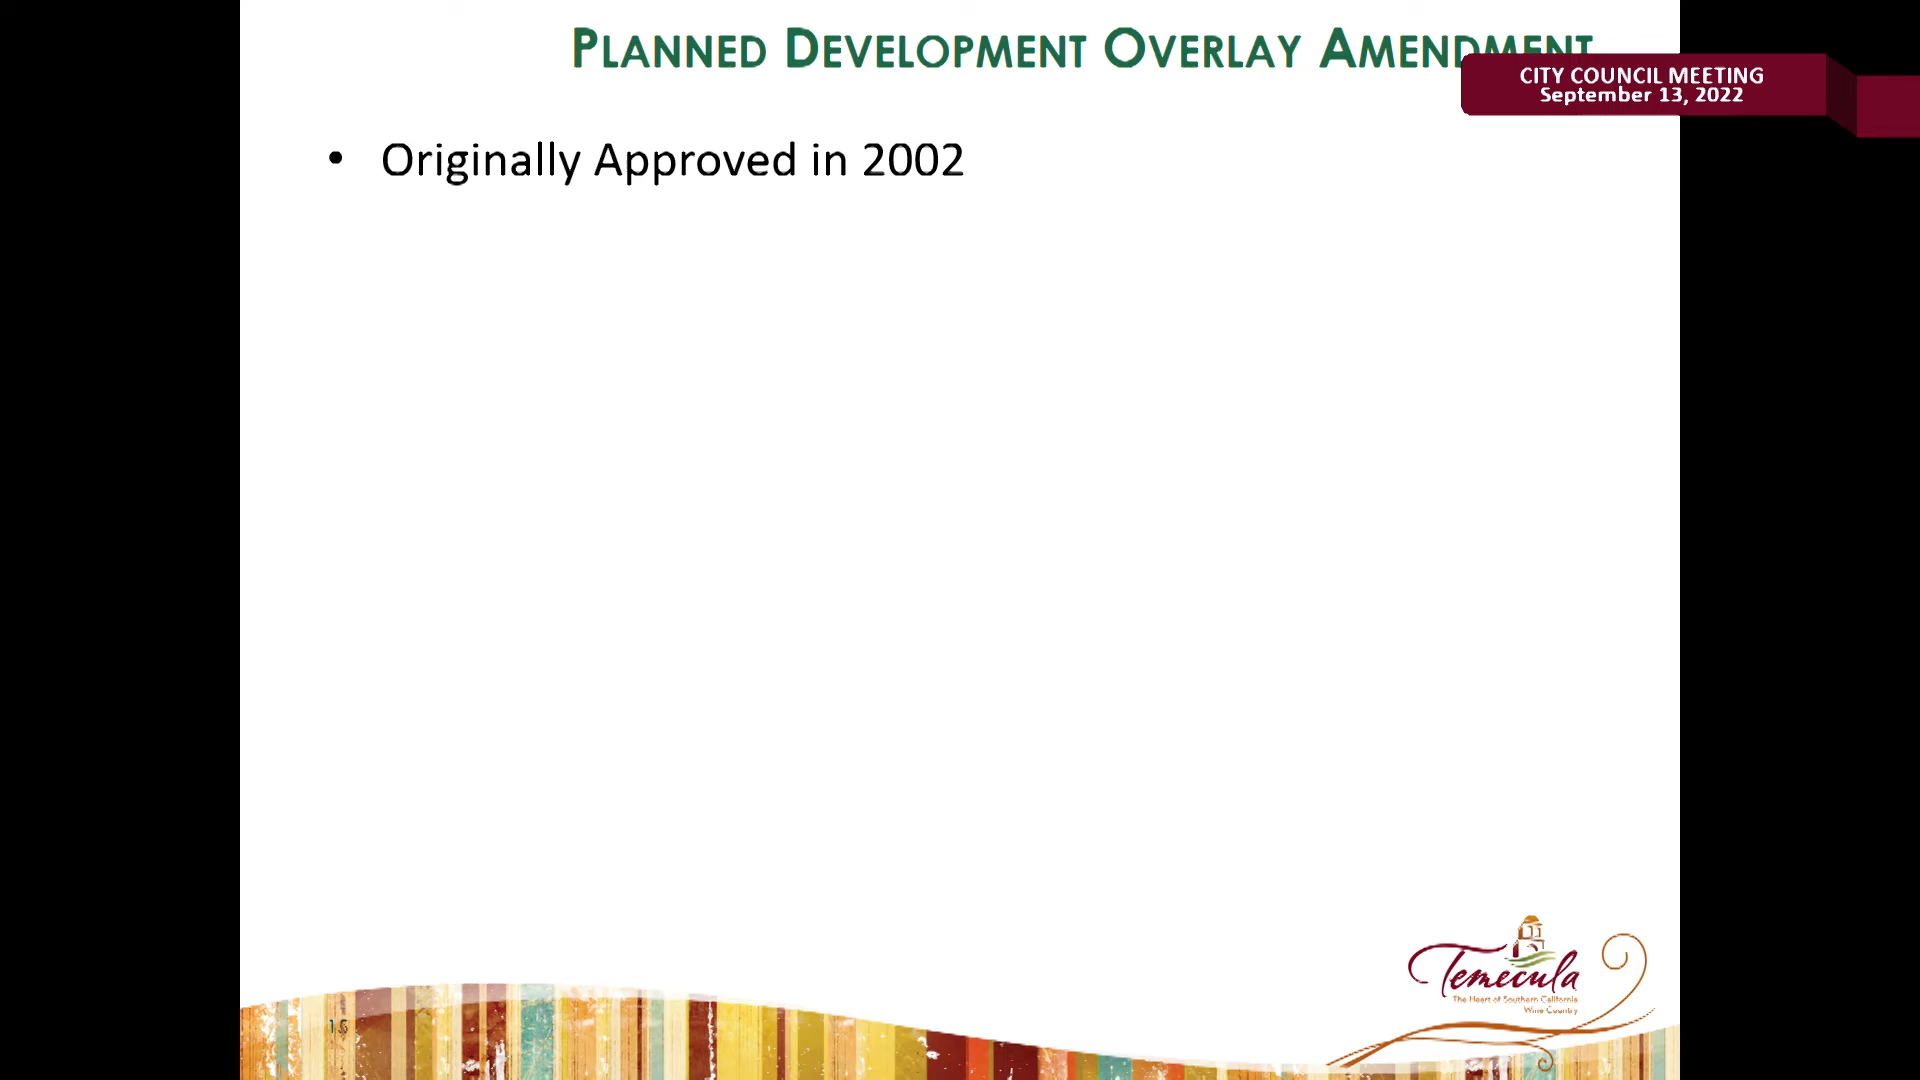 PLANNED DEVELOPMENT OVERLAY AMENDMENT
CITY COUNCIL MEETING
September 13, 2022
• Originally Approved in 2002
Temecula
The Heart of Southern California
Wine Country